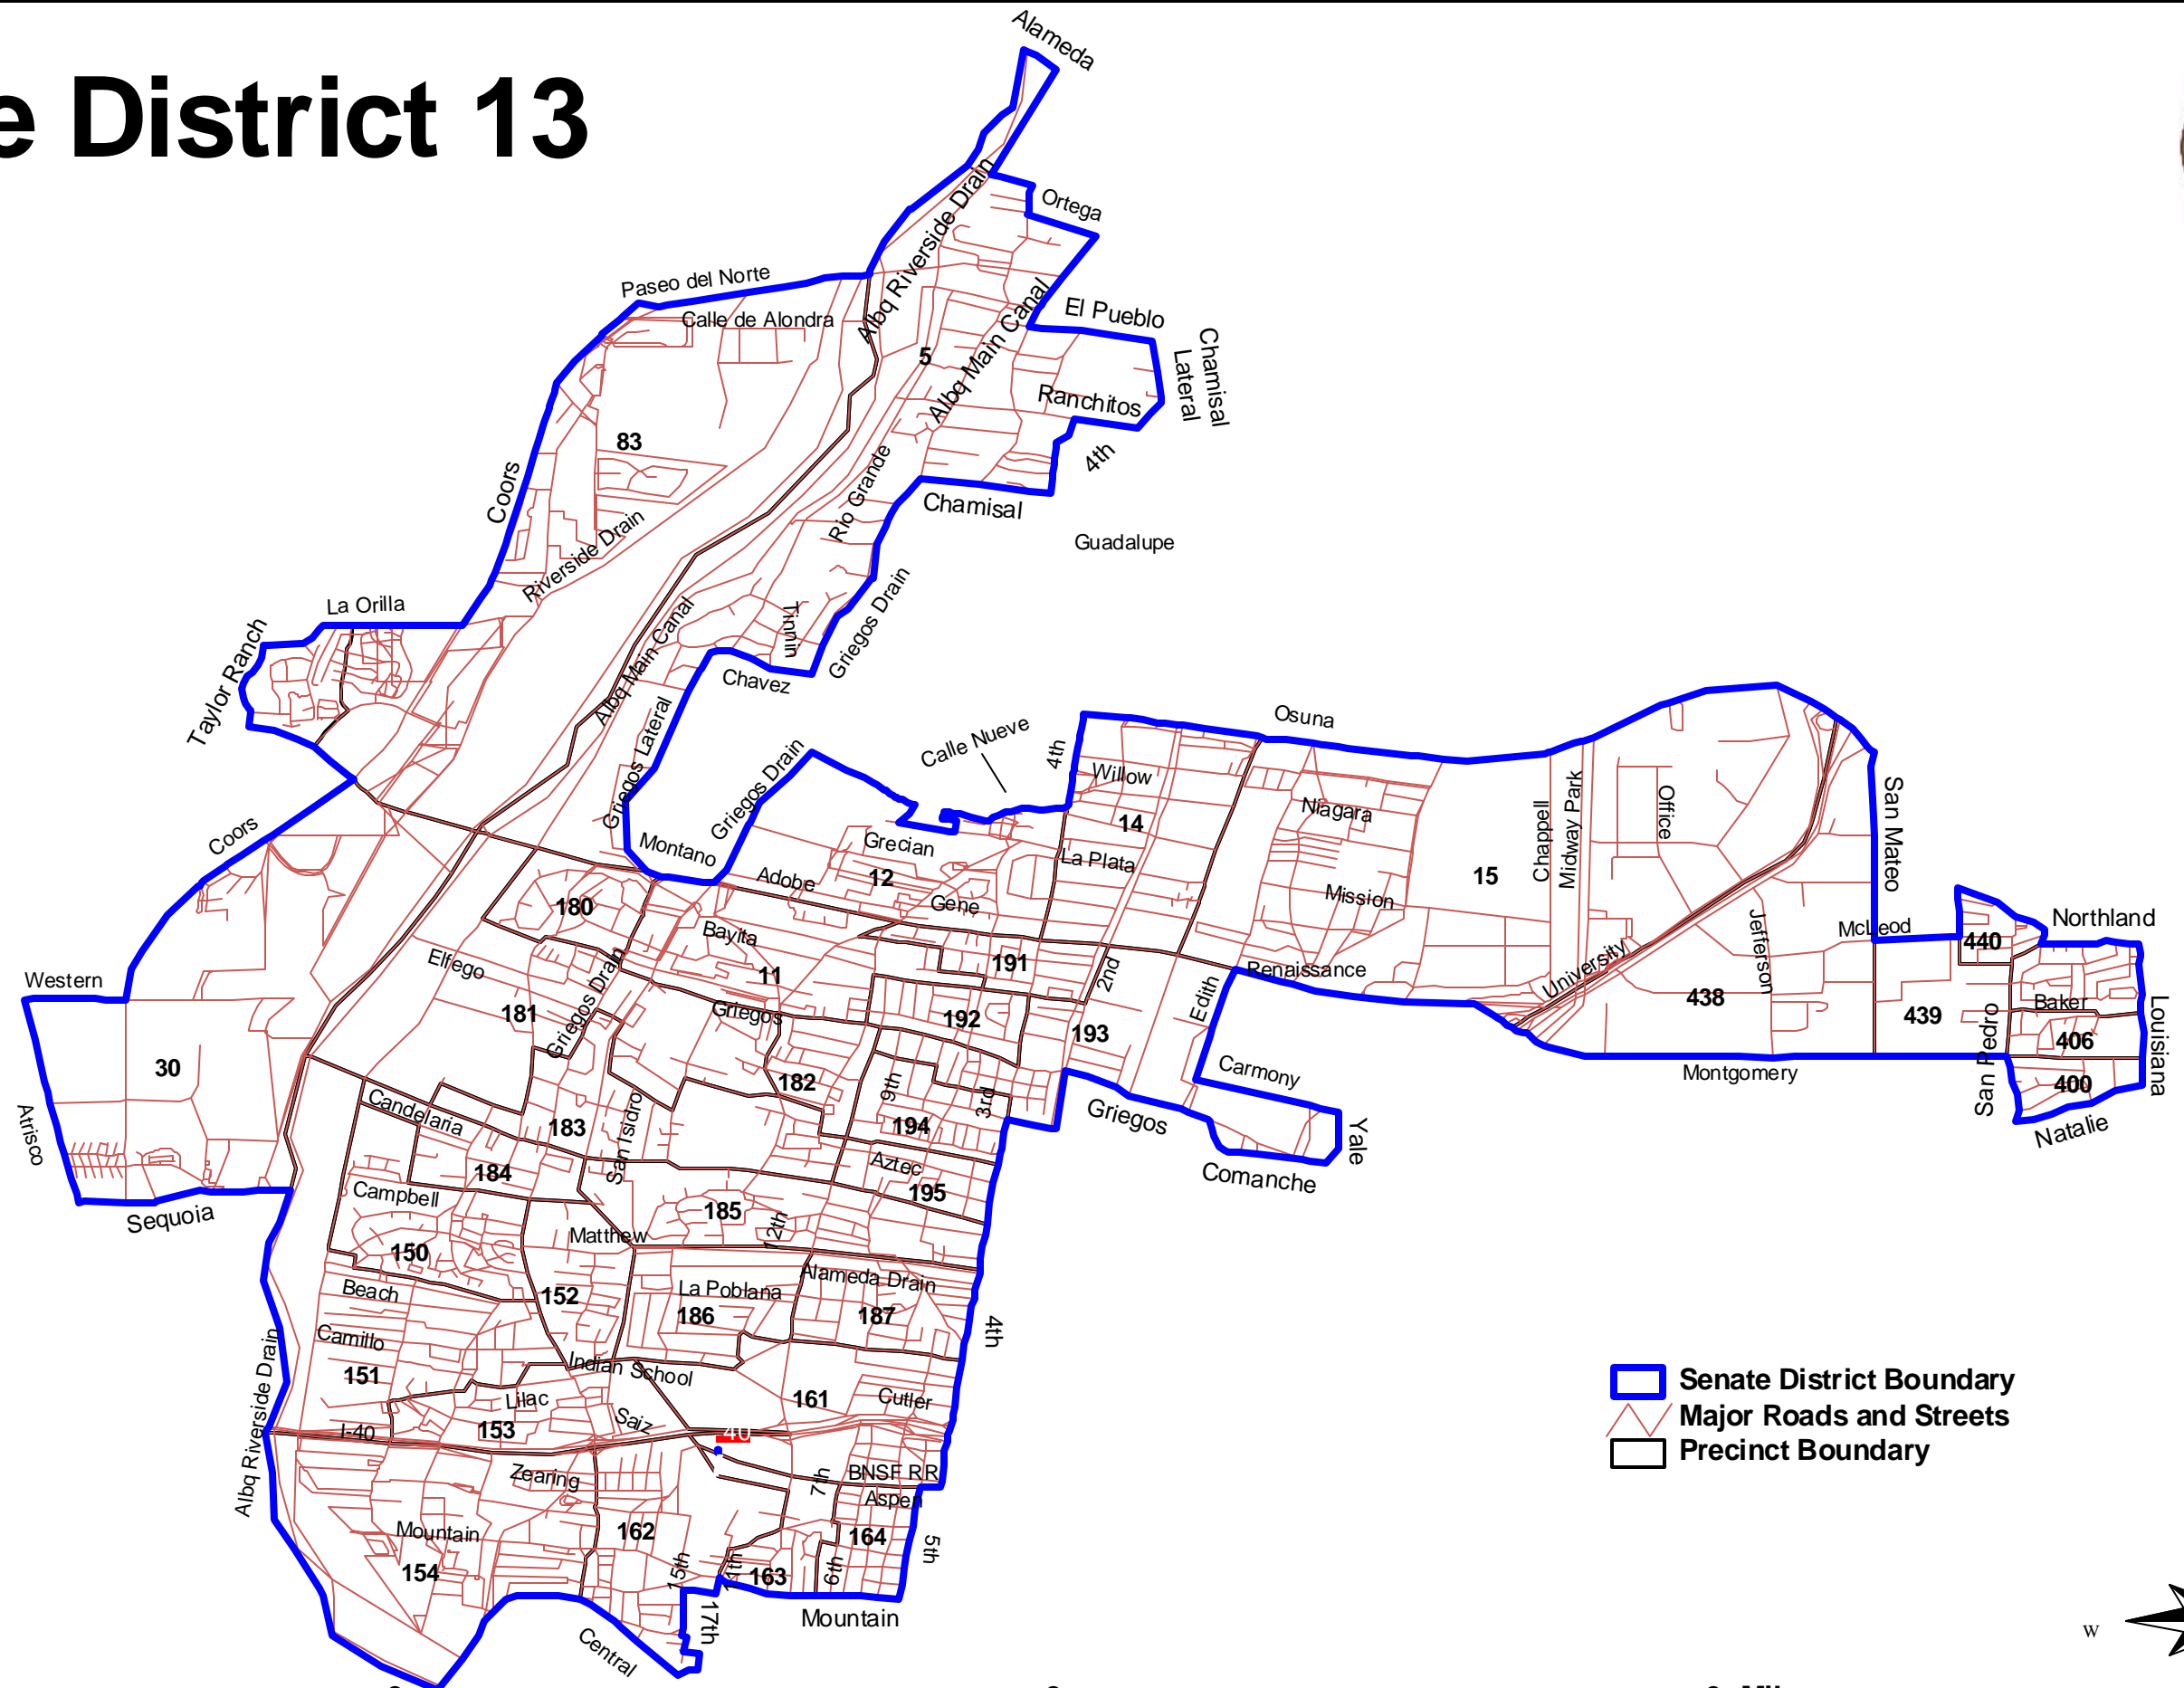 Alameda
e District 13
Albq Riverside Drain
Ortega
Paseo del Norte
Calle de Alondra
El Pueblo
Chamisal
Lateral
5
Albq Main Canal
Ranchitos
83
4th
Coors
Rio Grande
Chamisal
Guadalupe
Riverside Drain
La Orilla
Taylor Ranch
Albq Main Canal
Tinnin
Griegos Drain
Chavez
Griegos Lateral
Griegos Drain
Calle Nueve
4th
Osuna
Willow
Niagara
Chappell
Midway Park
Office
San Mateo
Coors
Montano
Grecian
14
La Plata
15
Adobe
12
Gene
Mission
180
Bayita
Jefferson
McLeod
Northland
440
Western
Elfego
Griegos Drain
11
191
2nd
Renaissance
Edith
University
438
439
San Pedro
Baker
Louisiana
181
Griegos
192
193
406
30
182
9th
3rd
Carmony
Montgomery
400
Atrisco
Candelaria
183
San Isidro
194
Griegos
Yale
Natalie
184
Aztec
195
Comanche
Campbell
185
12th
Sequoia
Matthew
150
Alameda Drain
Beach
152
La Poblana
186
187
4th
Camillo
Indian School
151
Lilac
161
Cutler
Senate District Boundary
Major Roads and Streets
Precinct Boundary
I-40
153
Saiz
40
Albq Riverside Drain
Zearing
7th
BNSF RR
Aspen
Mountain
162
164
5th
154
15th
11th
163
6th
17th
Mountain
Central
W